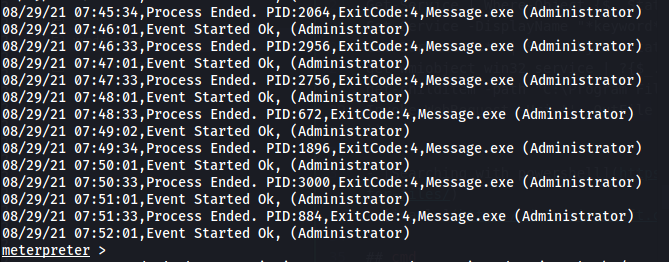 08/29/21 07:45:34,Process Ended. PID:2064,ExitCode:4,Message.exe (Administrator)
08/29/21 07:46:01,Event Started Ok, (Administrator)
08/29/21 07:46:33,Process Ended. PID:2956,ExitCode:4,Message.exe (Administrator)
08/29/21 07:47:01,Event Started Ok, (Administrator)
08/29/21 07:47:33,Process Ended. PID:2756,ExitCode:4,Message.exe (Administrator)
08/29/21 07:48:01,Event Started Ok, (Administrator)
08/29/21 07:48:33,Process Ended. PID:672,ExitCode:4,Message.exe (Administrator)
08/29/21 07:49:02,Event Started Ok, (Administrator)
08/29/21 07:49:34,Process Ended. PID:1896,ExitCode:4,Message.exe (Administrator)
08/29/21 07:50:01,Event Started Ok, (Administrator)
08/29/21 07:50:33,Process Ended. PID:3000,ExitCode:4,Message.exe (Administrator)
08/29/21 07:51:01,Event Started Ok, (Administrator)
08/29/21 07:51:33,Process Ended. PID:884,ExitCode:4,Message.exe (Administrator)
08/29/21 07:52:01,Event Started Ok, (Administrator)
meterpreter >